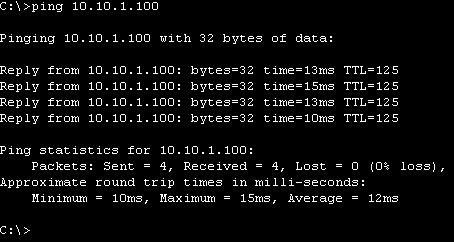 C:\>ping 10.10.1.100
Pinging 10.10.1.100 with 32 bytes of data:
Reply from 10.10.1.100: bytes=32 time=13ms TTL=125
Reply from 10.10.1.100: bytes=32 time=15ms TTL=125
Reply from 10.10.1.100: bytes=32 time=13ms TTL=125
Reply from 10.10.1.100: bytes=32 time=10ms TTL=125
Ping statistics for 10.10.1.100:
    Packets: Sent = 4, Received = 4, Lost = 0 (0% loss),
Approximate round trip times in milli-seconds:
    Minimum = 10ms, Maximum = 15ms, Average = 12ms
C:\>